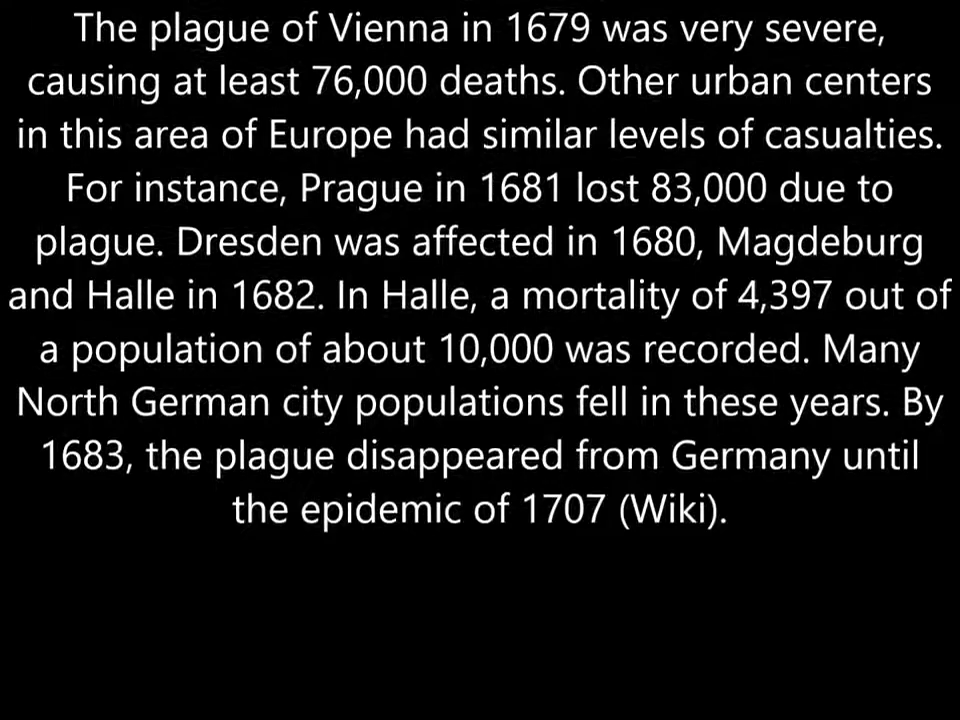 The plague of Vienna in 1679 was very severe,
causing at least 76,000 deaths. Other urban centers
in this area of Europe had similar levels of casualties.
For instance, Prague in 1681 lost 83,000 due to
plague. Dresden was affected in 1680, Magdeburg
and Halle in 1682. In Halle, a mortality of 4,397 out of
a population of about 10,000 was recorded. Many
North German city populations fell in these years. By
1683, the plague disappeared from Germany until
the epidemic of 1707 (Wiki).